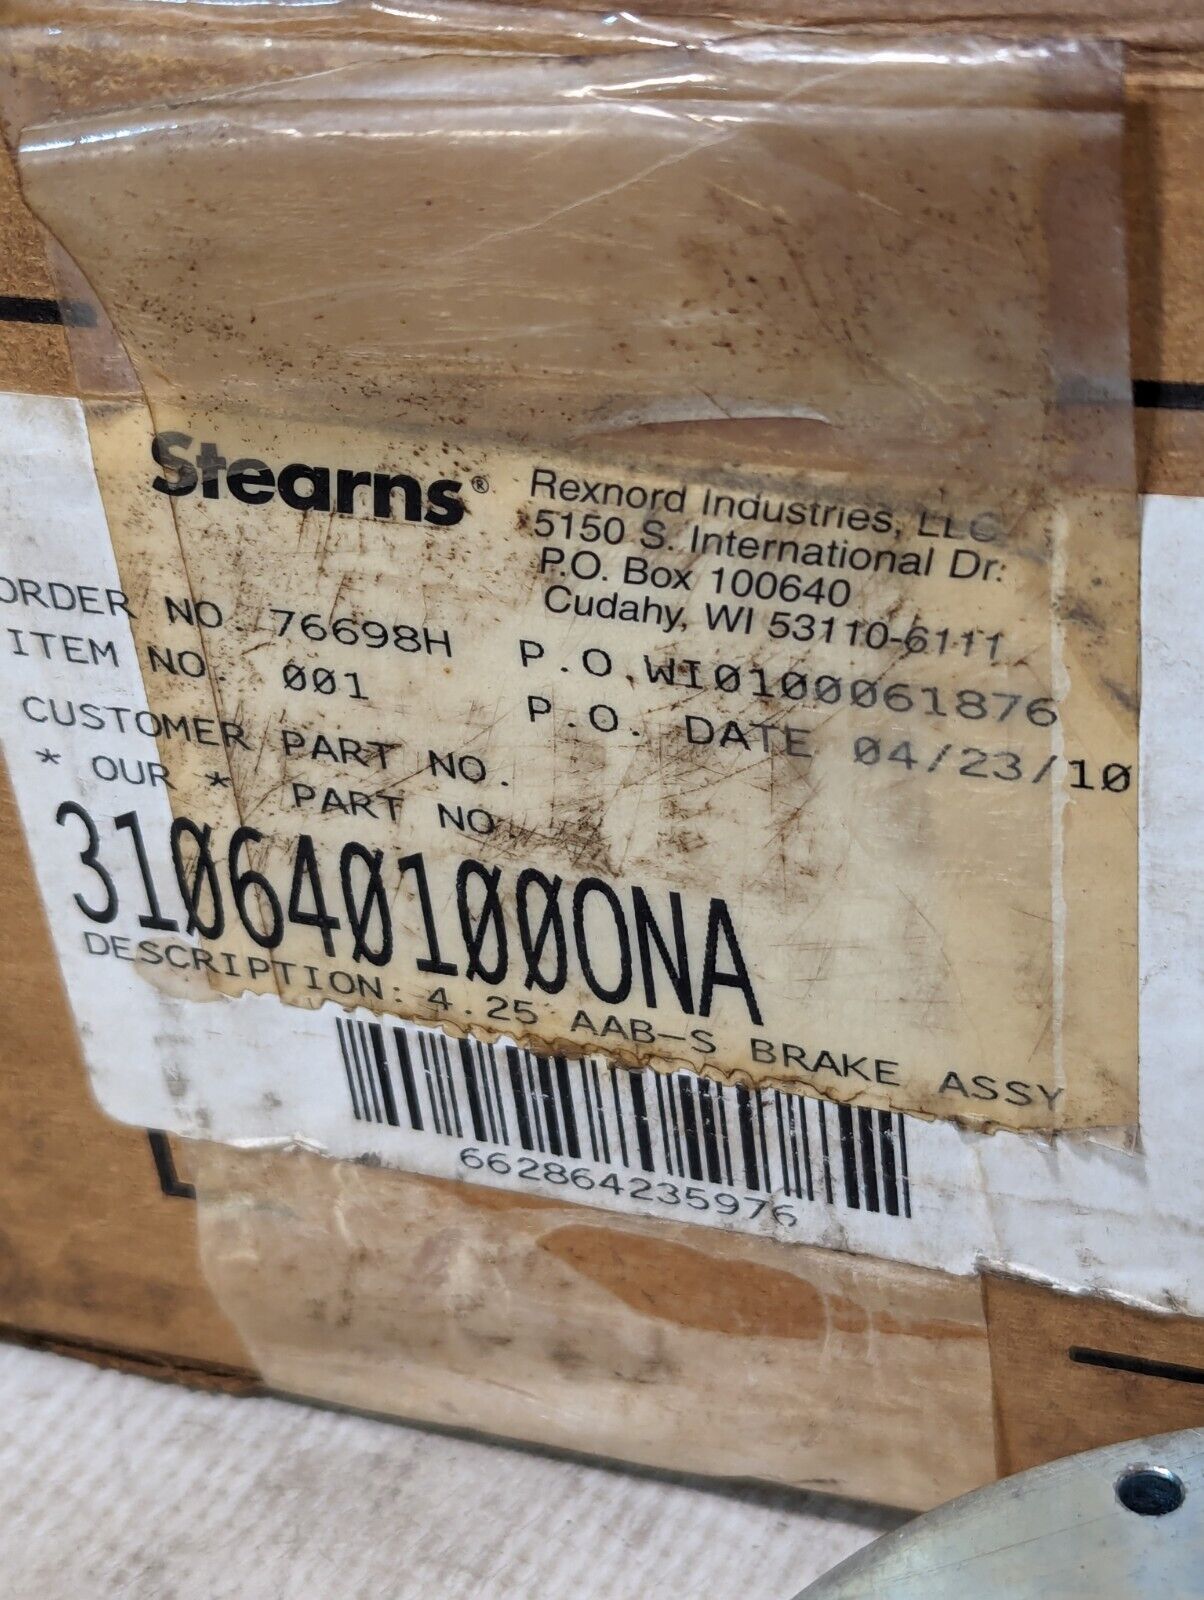 Stearns®
Rexnord Industries, LLC
5150 S. International Dr.
P.O. Box 100640
Cudahy, WI 53110-6111
ORDER NO. 76698H P.O. WI0100061876
ITEM NO. 001 P.O. DATE 04/23/10
CUSTOMER PART NO.
* OUR * PART NO.
310640100ONA
DESCRIPTION: 4.25 AAB-S BRAKE ASSY
662864235976